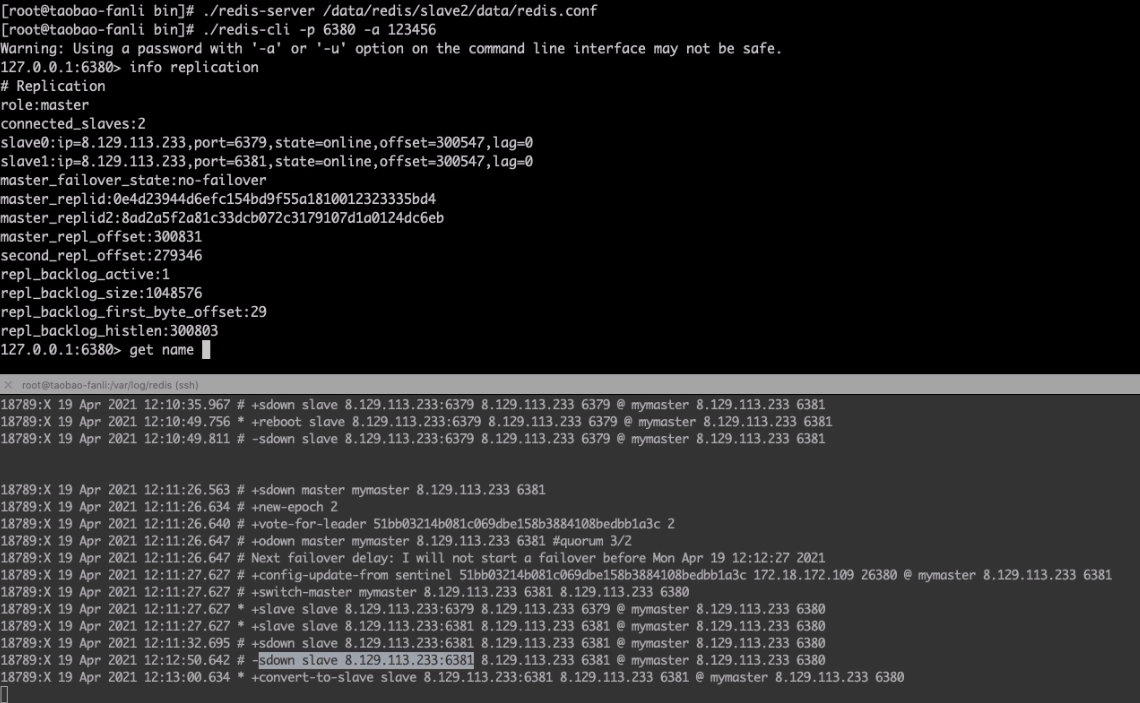 [root@taobao-fanli bin]# ./redis-server /data/redis/slave2/data/redis.conf
[root@taobao-fanli bin]# ./redis-cli -p 6380 -a 123456
Warning: Using a password with '-a' or '-u' option on the command line interface may not be safe.
127.0.0.1:6380> info replication
# Replication
role:master
connected_slaves:2
slave0:ip=8.129.113.233,port=6379,state=online,offset=300547,lag=0
slave1:ip=8.129.113.233,port=6381,state=online,offset=300547,lag=0
master_failover_state:no-failover
master_replid:0e4d23944d6efc154bd9f55a1810012323335bd4
master_replid2:8ad2a5f2a81c33dcb072c3179107d1a0124dc6eb
master_repl_offset:300831
second_repl_offset:279346
repl_backlog_active:1
repl_backlog_size:1048576
repl_backlog_first_byte_offset:29
repl_backlog_histlen:300803
127.0.0.1:6380> get name
root@taobao-fanli:/var/log/redis (ssh)
18789:X 19 Apr 2021 12:10:35.967 # +sdown slave 8.129.113.233:6379 8.129.113.233 6379 @ mymaster 8.129.113.233 6381
18789:X 19 Apr 2021 12:10:49.756 * +reboot slave 8.129.113.233:6379 8.129.113.233 6379 @ mymaster 8.129.113.233 6381
18789:X 19 Apr 2021 12:10:49.811 # -sdown slave 8.129.113.233:6379 8.129.113.233 6379 @ mymaster 8.129.113.233 6381
18789:X 19 Apr 2021 12:11:26.563 # +sdown master mymaster 8.129.113.233 6381
18789:X 19 Apr 2021 12:11:26.634 # +new-epoch 2
18789:X 19 Apr 2021 12:11:26.640 # +vote-for-leader 51bb03214b081c069dbe158b3884108bedbb1a3c 2
18789:X 19 Apr 2021 12:11:26.647 # +odown master mymaster 8.129.113.233 6381 #quorum 3/2
18789:X 19 Apr 2021 12:11:26.647 # Next failover delay: I will not start a failover before Mon Apr 19 12:12:27 2021
18789:X 19 Apr 2021 12:11:27.627 # +config-update-from sentinel 51bb03214b081c069dbe158b3884108bedbb1a3c 172.18.172.109 26380 @ mymaster 8.129.113.233 6381
18789:X 19 Apr 2021 12:11:27.627 # +switch-master mymaster 8.129.113.233 6381 8.129.113.233 6380
18789:X 19 Apr 2021 12:11:27.627 * +slave slave 8.129.113.233:6379 8.129.113.233 6379 @ mymaster 8.129.113.233 6380
18789:X 19 Apr 2021 12:11:27.627 * +slave slave 8.129.113.233:6381 8.129.113.233 6381 @ mymaster 8.129.113.233 6380
18789:X 19 Apr 2021 12:11:32.695 # +sdown slave 8.129.113.233:6381 8.129.113.233 6381 @ mymaster 8.129.113.233 6380
18789:X 19 Apr 2021 12:12:50.642 # -sdown slave 8.129.113.233:6381 8.129.113.233 6381 @ mymaster 8.129.113.233 6380
18789:X 19 Apr 2021 12:13:00.634 * +convert-to-slave slave 8.129.113.233:6381 8.129.113.233 6381 @ mymaster 8.129.113.233 6380